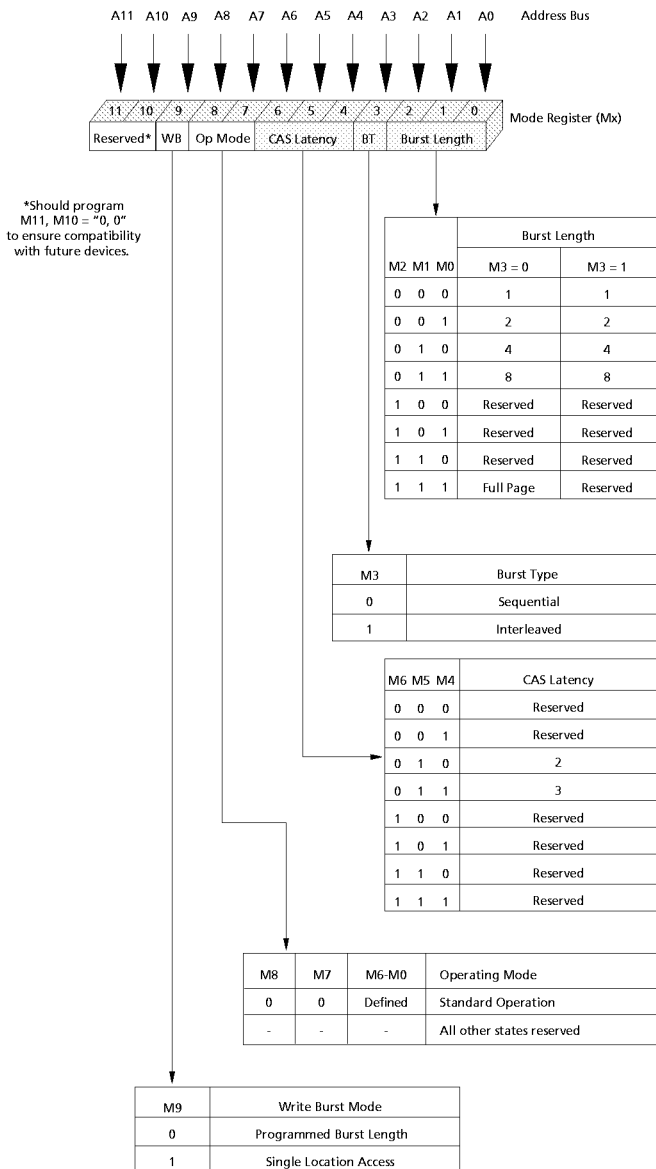 A11 A10 A9 A8 A7 A6 A5 A4 A3 A2 A1 A0 Address Bus
11 10 9 8 7 6 5 4 3 2 1 0
Mode Register (Mx)
Reserved* WB Op Mode CAS Latency BT Burst Length
*Should program
M11, M10 = “0, 0”
to ensure compatibility
with future devices.
Burst Length
M2 M1 M0 M3 = 0 M3 = 1
0 0 0 1 1
0 0 1 2 2
0 1 0 4 4
0 1 1 8 8
1 0 0 Reserved Reserved
1 0 1 Reserved Reserved
1 1 0 Reserved Reserved
1 1 1 Full Page Reserved
M3 Burst Type
0 Sequential
1 Interleaved
M6 M5 M4 CAS Latency
0 0 0 Reserved
0 0 1 Reserved
0 1 0 2
0 1 1 3
1 0 0 Reserved
1 0 1 Reserved
1 1 0 Reserved
1 1 1 Reserved
M8 M7 M6-M0 Operating Mode
0 0 Defined Standard Operation
- - - All other states reserved
M9 Write Burst Mode
0 Programmed Burst Length
1 Single Location Access